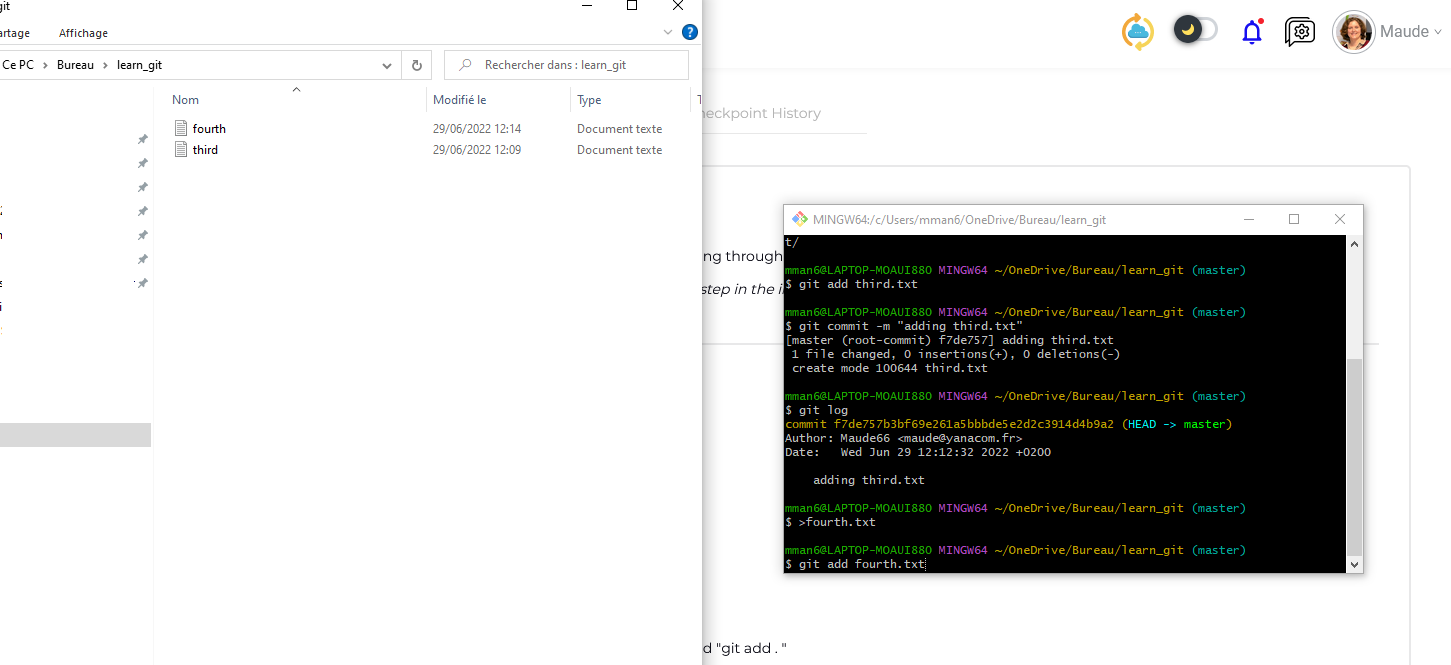 git
artage
Affichage
Ce PC
Bureau
learn_git
Rechercher dans : learn_git
Nom
Modifié le
Type
fourth
29/06/2022 12:14
Document texte
third
29/06/2022 12:09
Document texte
Maude
eckpoint History
ng through
step in the i
MINGW64:/c/Users/mman6/OneDrive/Bureau/learn_git
t/
mman6@LAPTOP-MOAUI880 MINGW64 ~/OneDrive/Bureau/learn_git (master)
$ git add third.txt
mman6@LAPTOP-MOAUI880 MINGW64 ~/OneDrive/Bureau/learn_git (master)
$ git commit -m "adding third.txt"
[master (root-commit) f7de757] adding third.txt
1 file changed, 0 insertions(+), 0 deletions(-)
create mode 100644 third.txt
mman6@LAPTOP-MOAUI880 MINGW64 ~/OneDrive/Bureau/learn_git (master)
$ git log
commit f7de757b3bf69e261a5bbbde5e2d2c3914d4b9a2 (HEAD -> master)
Author: Maude66 <maude@yanacom.fr>
Date:   Wed Jun 29 12:12:32 2022 +0200
adding third.txt
mman6@LAPTOP-MOAUI880 MINGW64 ~/OneDrive/Bureau/learn_git (master)
$ >fourth.txt
mman6@LAPTOP-MOAUI880 MINGW64 ~/OneDrive/Bureau/learn_git (master)
$ git add fourth.txt
d "git add . "